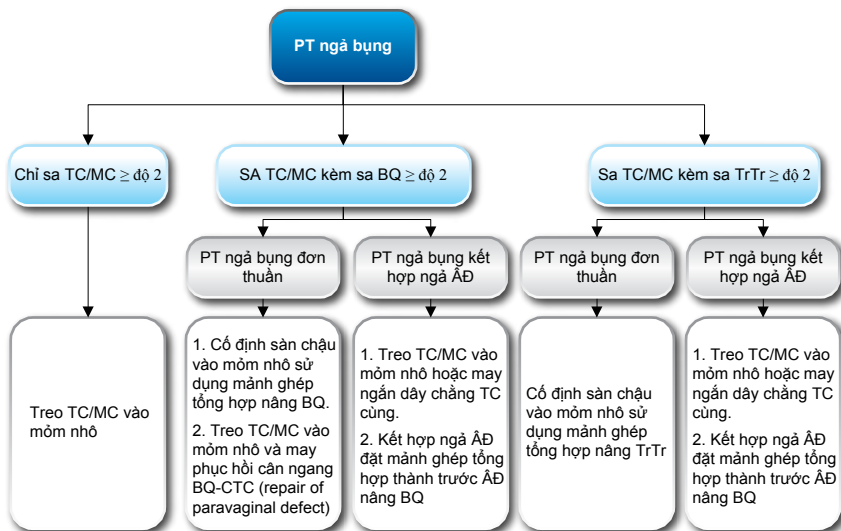 PT ngả bụng
Chỉ sa TC/MC ≥ độ 2
SA TC/MC kèm sa BQ ≥ độ 2
Sa TC/MC kèm sa TrTr ≥ độ 2
PT ngả bụng đơn
thuần
PT ngả bụng kết
hợp ngả ÂĐ
PT ngả bụng đơn
thuần
PT ngả bụng kết
hợp ngả ÂĐ
Treo TC/MC vào
mỏm nhô
1. Cố định sàn chậu
vào mỏm nhô sử
dụng mảnh ghép
tổng hợp nâng BQ.
2. Treo TC/MC vào
mỏm nhô và may
phục hồi cân ngang
BQ-CTC (repair of
paravaginal defect)
1. Treo TC/MC vào
mỏm nhô hoặc may
ngắn dây chằng TC
cùng.
2. Kết hợp ngả ÂĐ
đặt mảnh ghép tổng
hợp thành trước ÂĐ
nâng BQ
Cố định sàn chậu
vào mỏm nhô sử
dụng mảnh ghép
tổng hợp nâng TrTr
1. Treo TC/MC vào
mỏm nhô hoặc may
ngắn dây chằng TC
cùng.
2. Kết hợp ngả ÂĐ
đặt mảnh ghép tổng
hợp thành trước ÂĐ
nâng BQ